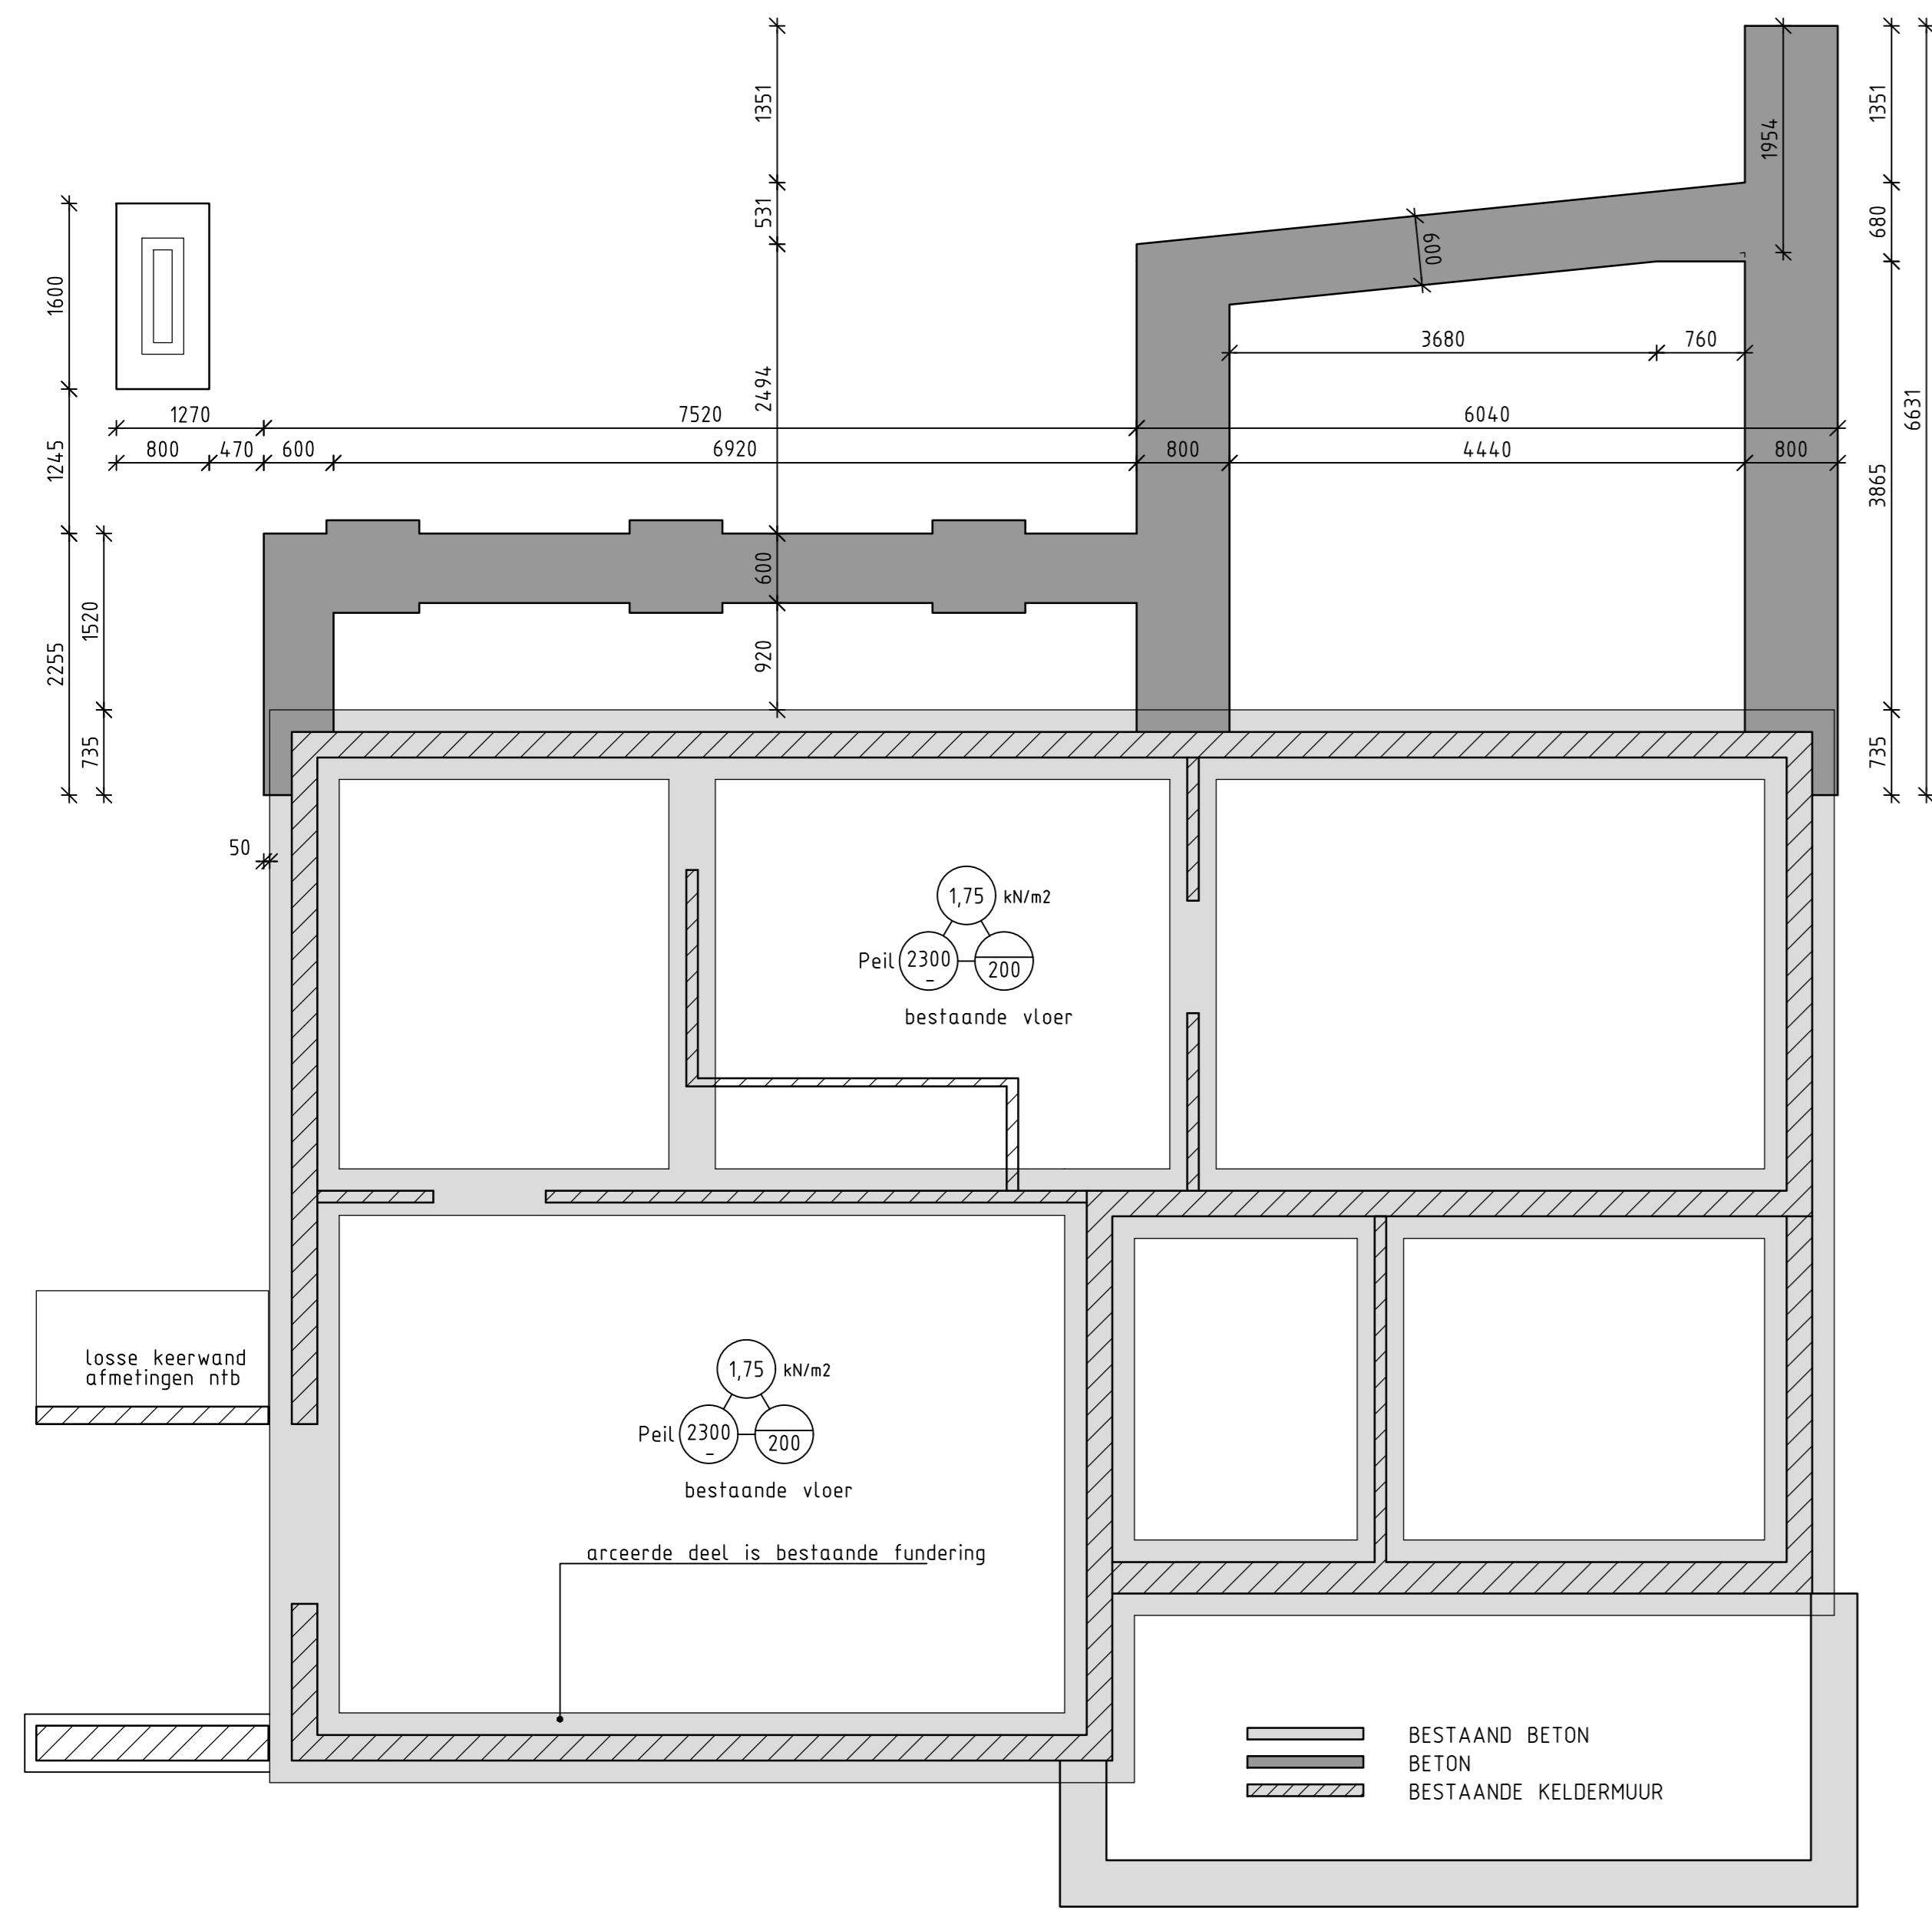 1351
1351
1954
531
680
600
1600
3680
760
2494
6631
1270
7520
6040
1245
800
470
600
6920
800
4440
800
3865
600
1520
2255
920
735
735
50
1,75 kN/m2
Peil 2300 200
-
bestaande vloer
losse keerwand
afmetingen ntb
1,75 kN/m2
Peil 2300 200
-
bestaande vloer
arceerde deel is bestaande fundering
BESTAAND BETON
BETON
BESTAANDE KELDERMUUR